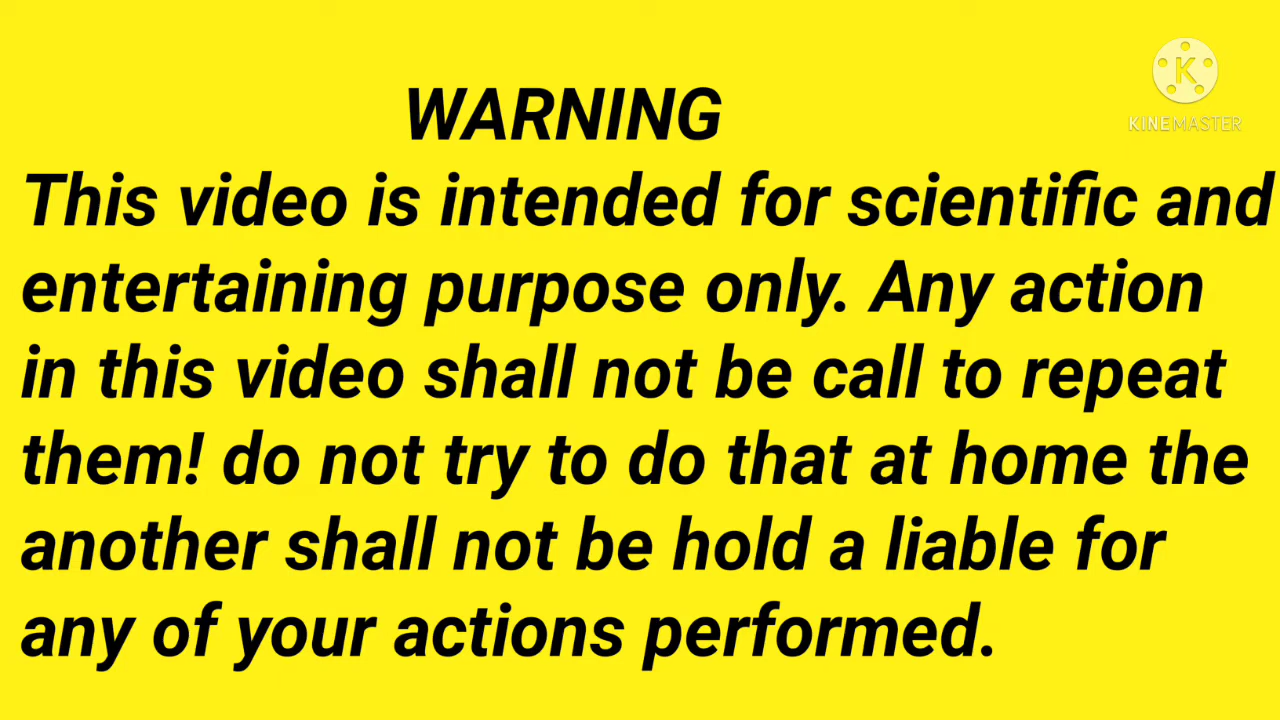 WARNING
This video is intended for scientific and
entertaining purpose only. Any action
in this video shall not be call to repeat
them! do not try to do that at home the
another shall not be hold a liable for
any of your actions performed.
K
KINEMASTER